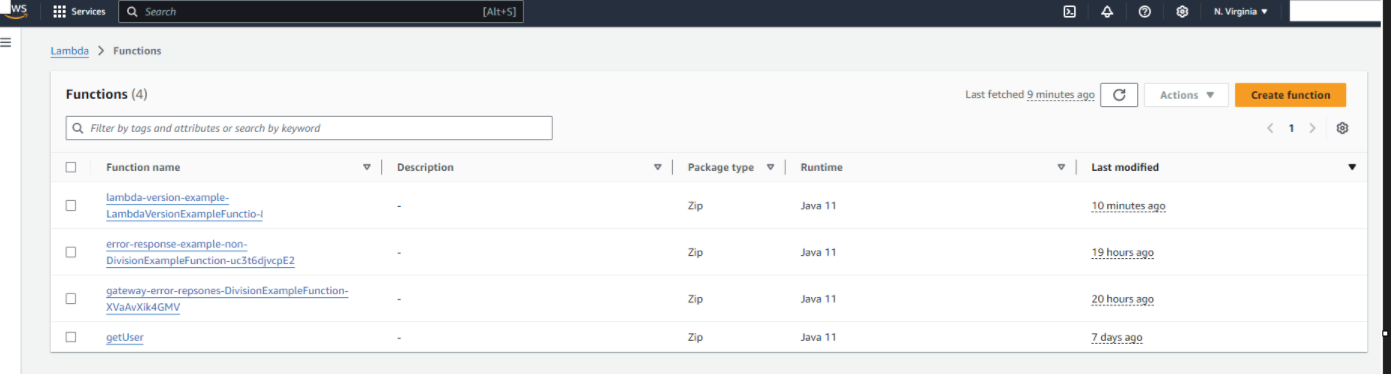 aws
Services
Search
[Alt+S]
N. Virginia
Lambda > Functions
Functions (4)
Last fetched 9 minutes ago
Actions
Create function
Filter by tags and attributes or search by keyword
1
Function name
Description
Package type
Runtime
Last modified
lambda-version-example-
LambdaVersionExampleFunctio-
-
Zip
Java 11
10 minutes ago
error-response-example-non-
DivisionExampleFunction-uc3t6djvcpE2
-
Zip
Java 11
19 hours ago
gateway-error-repsones-DivisionExampleFunction-
XVaAvXik4GMV
-
Zip
Java 11
20 hours ago
getUser
-
Zip
Java 11
7 days ago